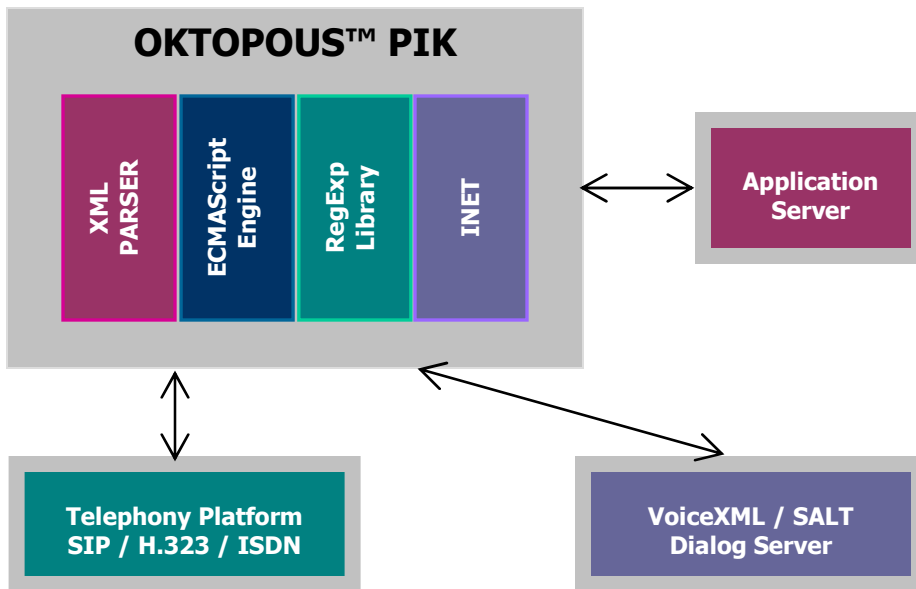 OKTOPOUS™ PIK
XML
PARSER
ECMAScript
Engine
RegExp
Library
INET
Application
Server
Telephony Platform
SIP / H.323 / ISDN
VoiceXML / SALT
Dialog Server